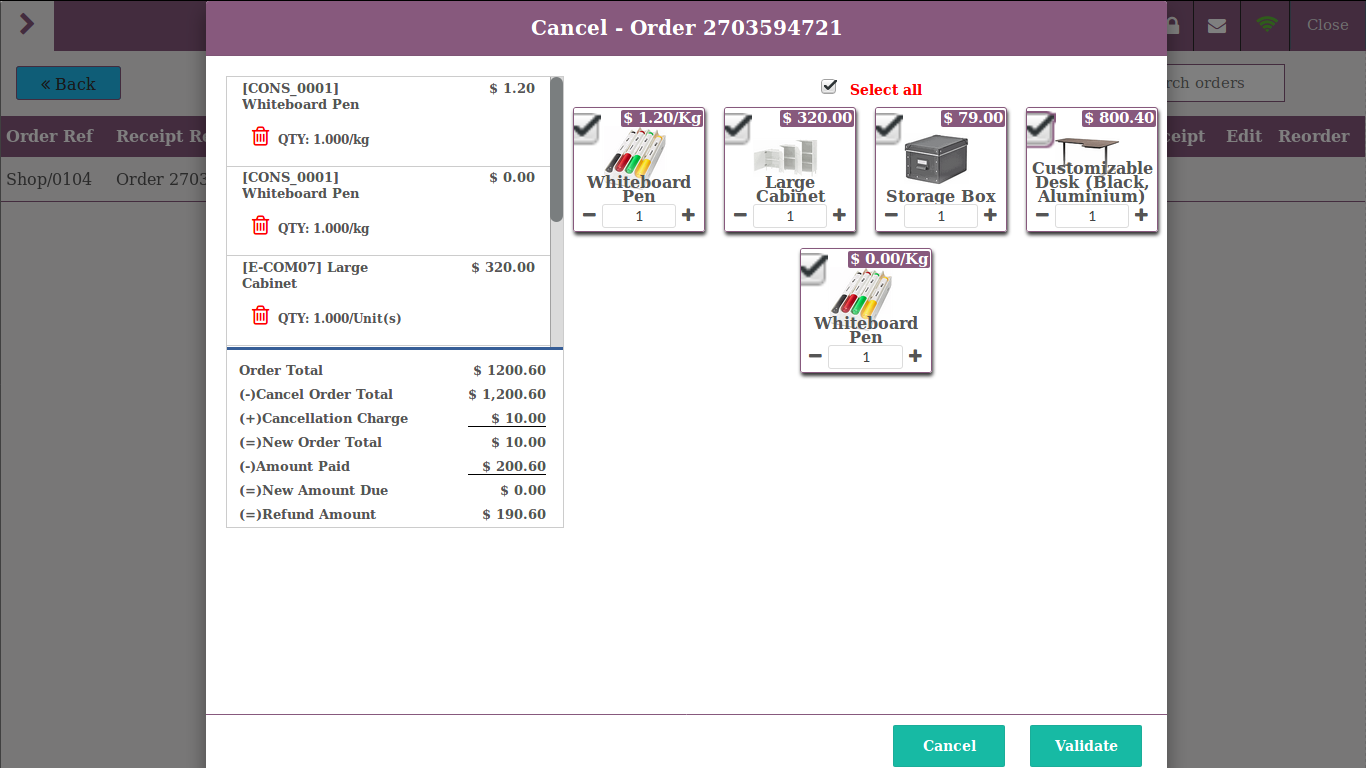 Cancel - Order 2703594721
Close
« Back
rch orders
Order Ref Receipt Re
ceipt Edit Reorder
Shop/0104 Order 2703
[CONS_0001] $ 1.20
Whiteboard Pen
QTY: 1.000/kg
[CONS_0001] $ 0.00
Whiteboard Pen
QTY: 1.000/kg
[E-COM07] Large $ 320.00
Cabinet
QTY: 1.000/Unit(s)
Order Total $ 1200.60
(-)Cancel Order Total $ 1,200.60
(+)Cancellation Charge $ 10.00
(=)New Order Total $ 10.00
(-)Amount Paid $ 200.60
(=)New Amount Due $ 0.00
(=)Refund Amount $ 190.60
Select all
$ 1.20/Kg
Whiteboard
Pen
1
$ 320.00
Large
Cabinet
1
$ 79.00
Storage Box
1
$ 800.40
Customizable
Desk (Black,
Aluminium)
1
$ 0.00/Kg
Whiteboard
Pen
1
Cancel Validate